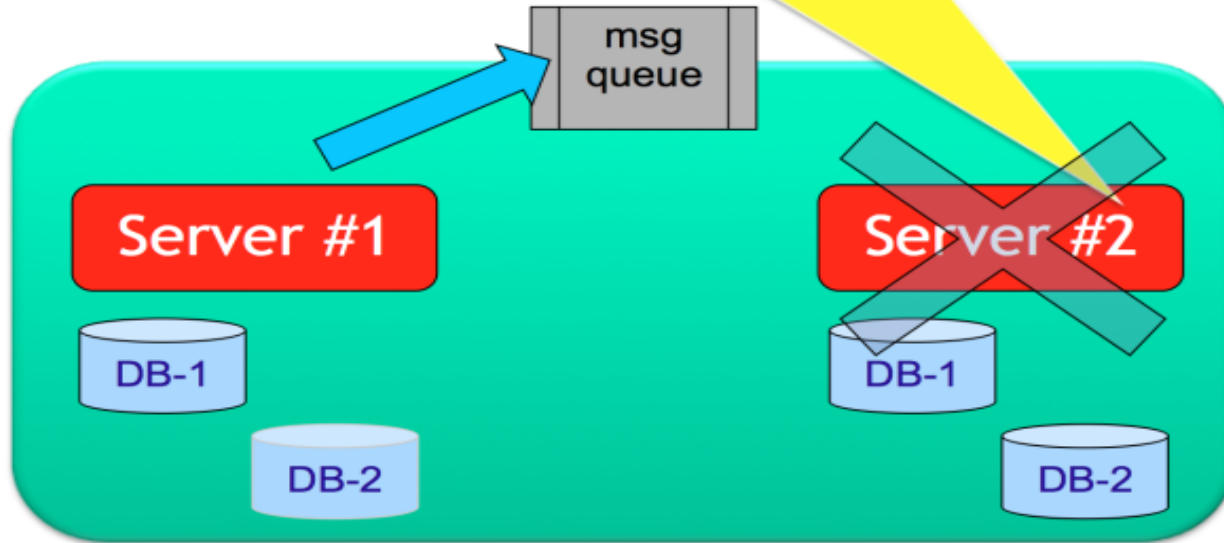 msg
queue
Server #1
Server #2
DB-1
DB-1
DB-2
DB-2